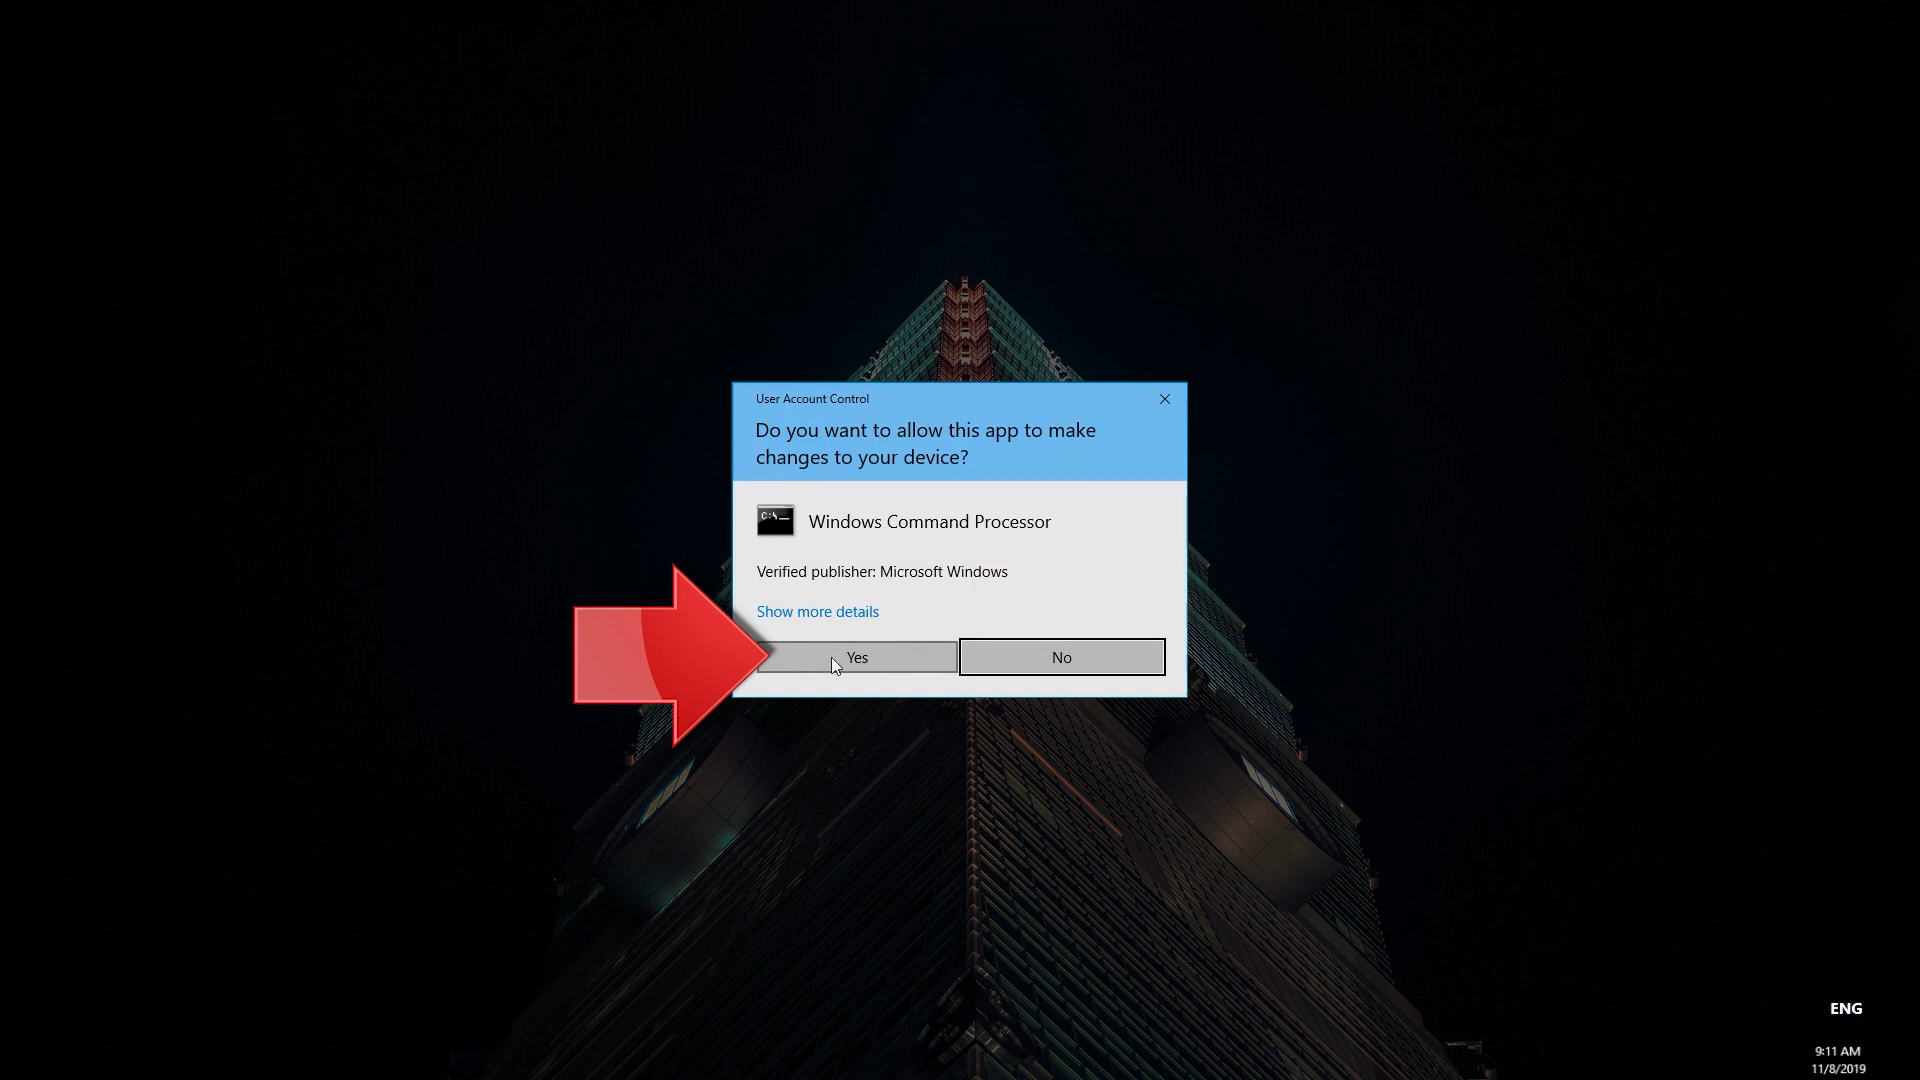 User Account Control
Do you want to allow this app to make
changes to your device?
C:\_
Windows Command Processor
Verified publisher: Microsoft Windows
Show more details
Yes
No
ENG
9:11 AM
11/8/2019